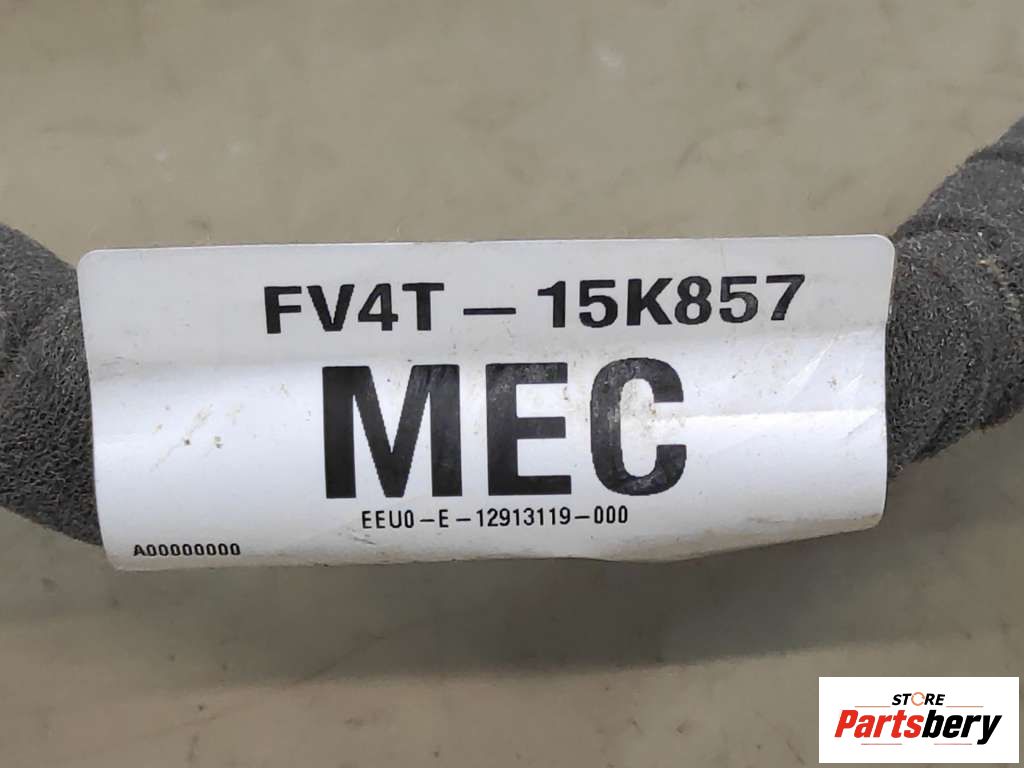 FV4T-15K857
MEC
EEU0-E-12913119-000
A00000000
STORE
Partsbery